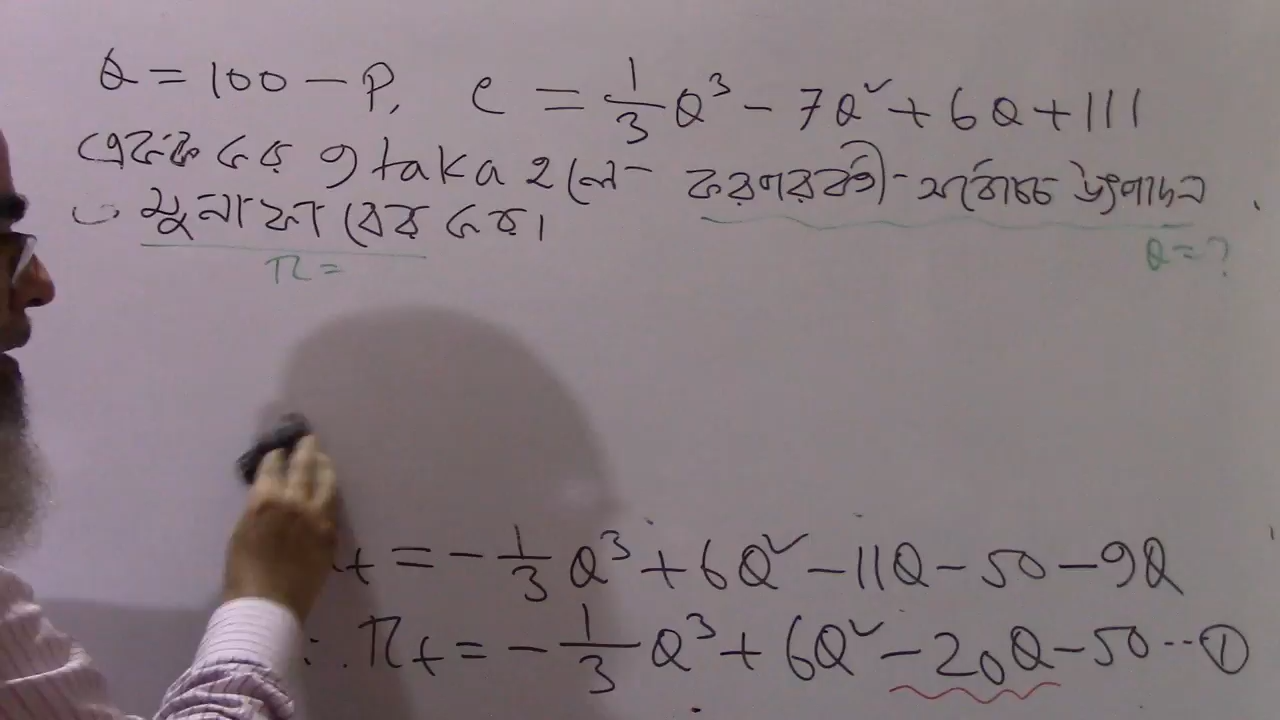 Q = 100 - P, C = 1/3 Q³ - 7Q² + 6Q + 111
একক কর 9 taka হলে - করপরবর্তী - সর্বোচ্চ উৎপাদন
ও মুনাফা বের কর।
Q = ?
π =
t = - 1/3 Q³ + 6Q² - 11Q - 50 - 9Q
∴ πt = - 1/3 Q³ + 6Q² - 20Q - 50 --- ①